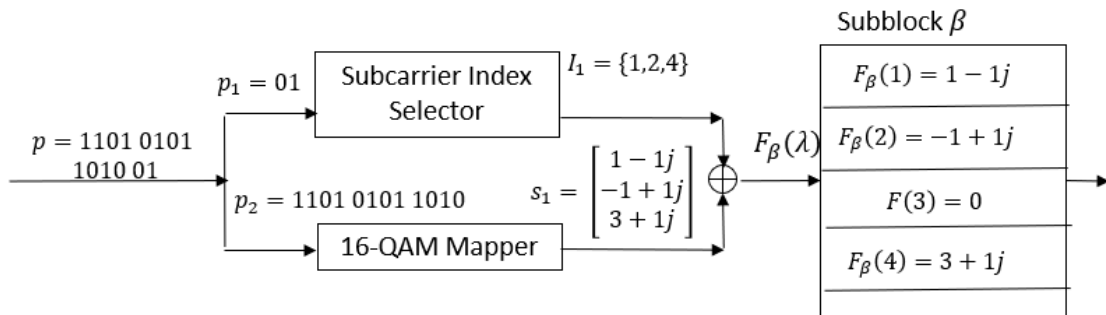 p = 1101 0101
1010 01
p₁ = 01
Subcarrier Index
Selector
I₁ = {1,2,4}
p₂ = 1101 0101 1010
16-QAM Mapper
s₁ = [1 − 1j
−1 + 1j
3 + 1j]
⊕
F_β(λ)
Subblock β
F_β(1) = 1 − 1j
F_β(2) = −1 + 1j
F(3) = 0
F_β(4) = 3 + 1j